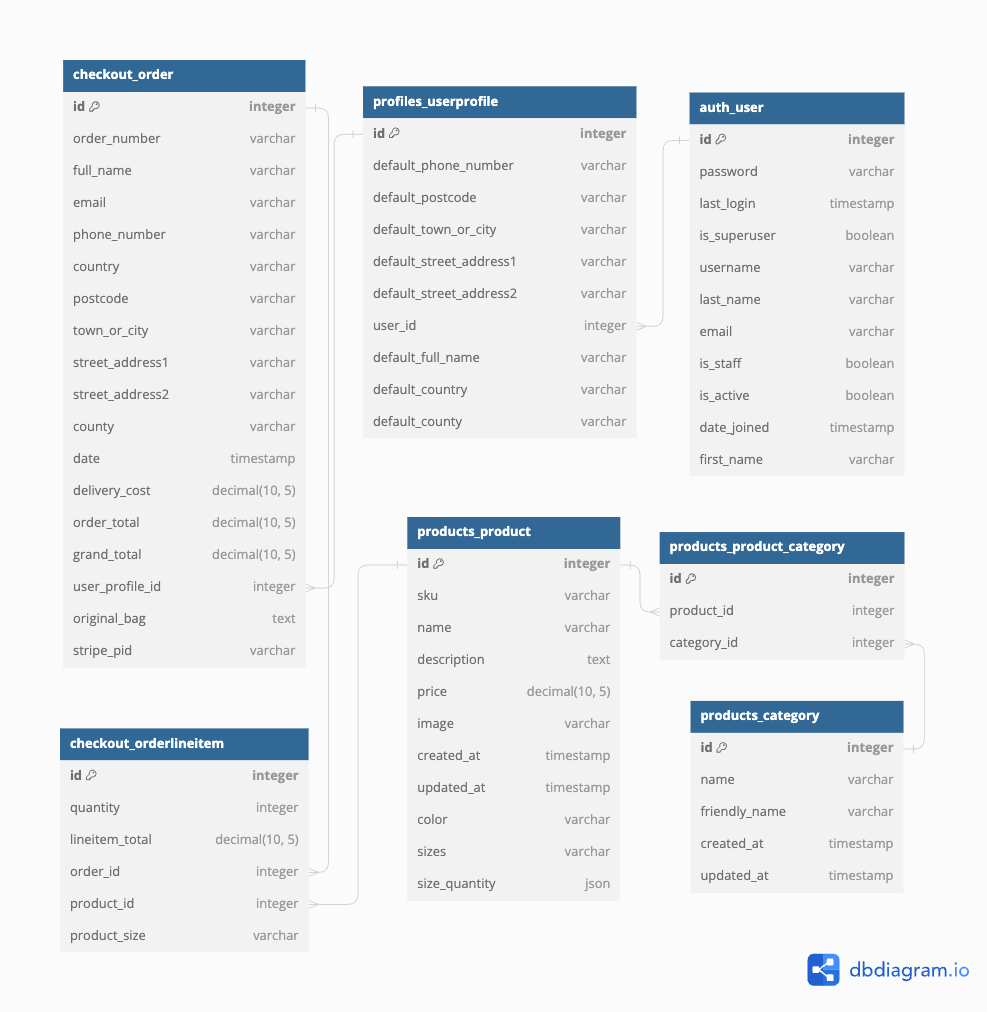 checkout_order
id integer
order_number varchar
full_name varchar
email varchar
phone_number varchar
country varchar
postcode varchar
town_or_city varchar
street_address1 varchar
street_address2 varchar
county varchar
date timestamp
delivery_cost decimal(10, 5)
order_total decimal(10, 5)
grand_total decimal(10, 5)
user_profile_id integer
original_bag text
stripe_pid varchar
profiles_userprofile
id integer
default_phone_number varchar
default_postcode varchar
default_town_or_city varchar
default_street_address1 varchar
default_street_address2 varchar
user_id integer
default_full_name varchar
default_country varchar
default_county varchar
auth_user
id integer
password varchar
last_login timestamp
is_superuser boolean
username varchar
last_name varchar
email varchar
is_staff boolean
is_active boolean
date_joined timestamp
first_name varchar
products_product
id integer
sku varchar
name varchar
description text
price decimal(10, 5)
image varchar
created_at timestamp
updated_at timestamp
color varchar
sizes varchar
size_quantity json
products_product_category
id integer
product_id integer
category_id integer
products_category
id integer
name varchar
friendly_name varchar
created_at timestamp
updated_at timestamp
checkout_orderlineitem
id integer
quantity integer
lineitem_total decimal(10, 5)
order_id integer
product_id integer
product_size varchar
dbdiagram.io